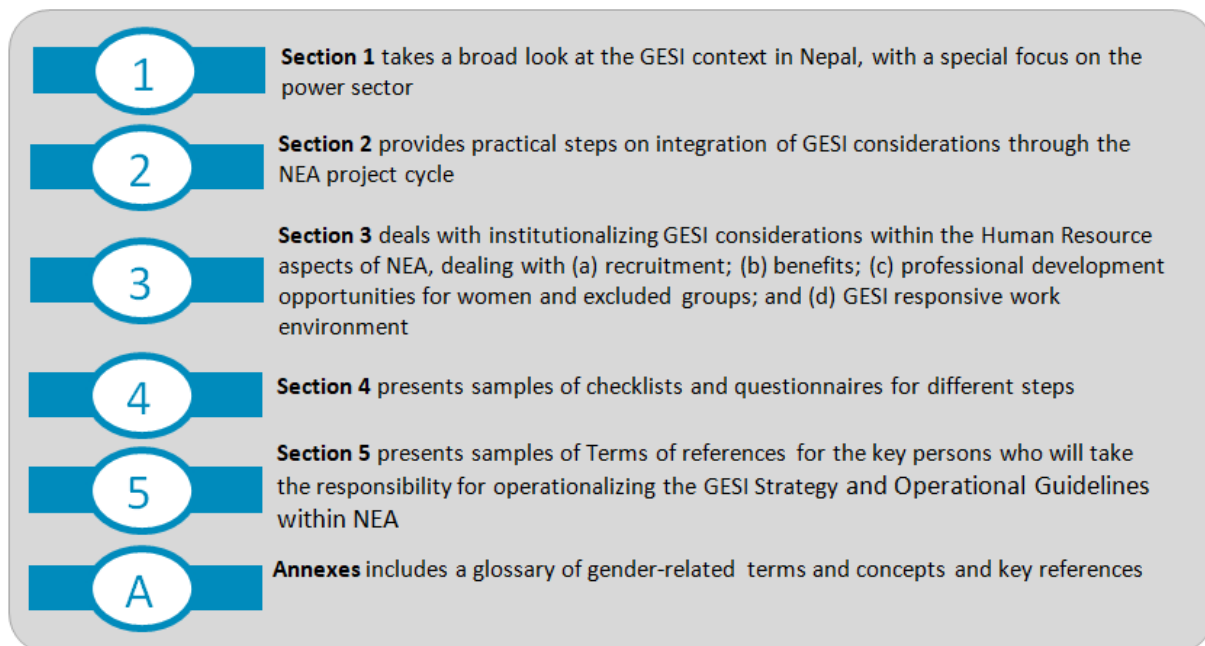 1
Section 1 takes a broad look at the GESI context in Nepal, with a special focus on the
power sector
2
Section 2 provides practical steps on integration of GESI considerations through the
NEA project cycle
3
Section 3 deals with institutionalizing GESI considerations within the Human Resource
aspects of NEA, dealing with (a) recruitment; (b) benefits; (c) professional development
opportunities for women and excluded groups; and (d) GESI responsive work
environment
4
Section 4 presents samples of checklists and questionnaires for different steps
5
Section 5 presents samples of Terms of references for the key persons who will take
the responsibility for operationalizing the GESI Strategy and Operational Guidelines
within NEA
A
Annexes includes a glossary of gender-related terms and concepts and key references